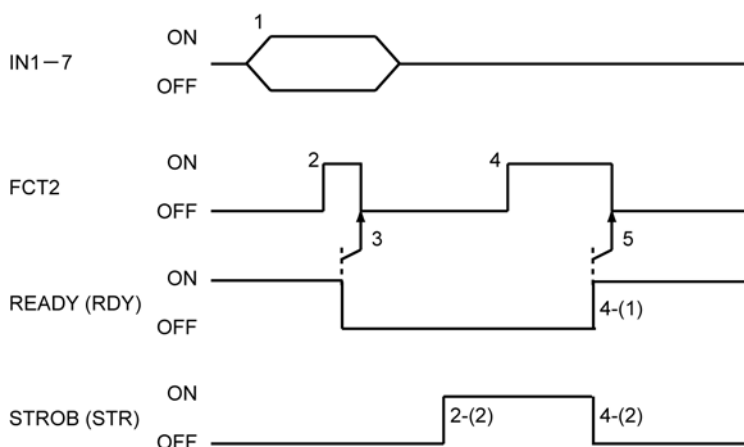 1
ON
IN1－7
OFF
ON
2
4
FCT2
OFF
3
5
ON
READY (RDY)
4-(1)
OFF
ON
2-(2)
4-(2)
STROB (STR)
OFF